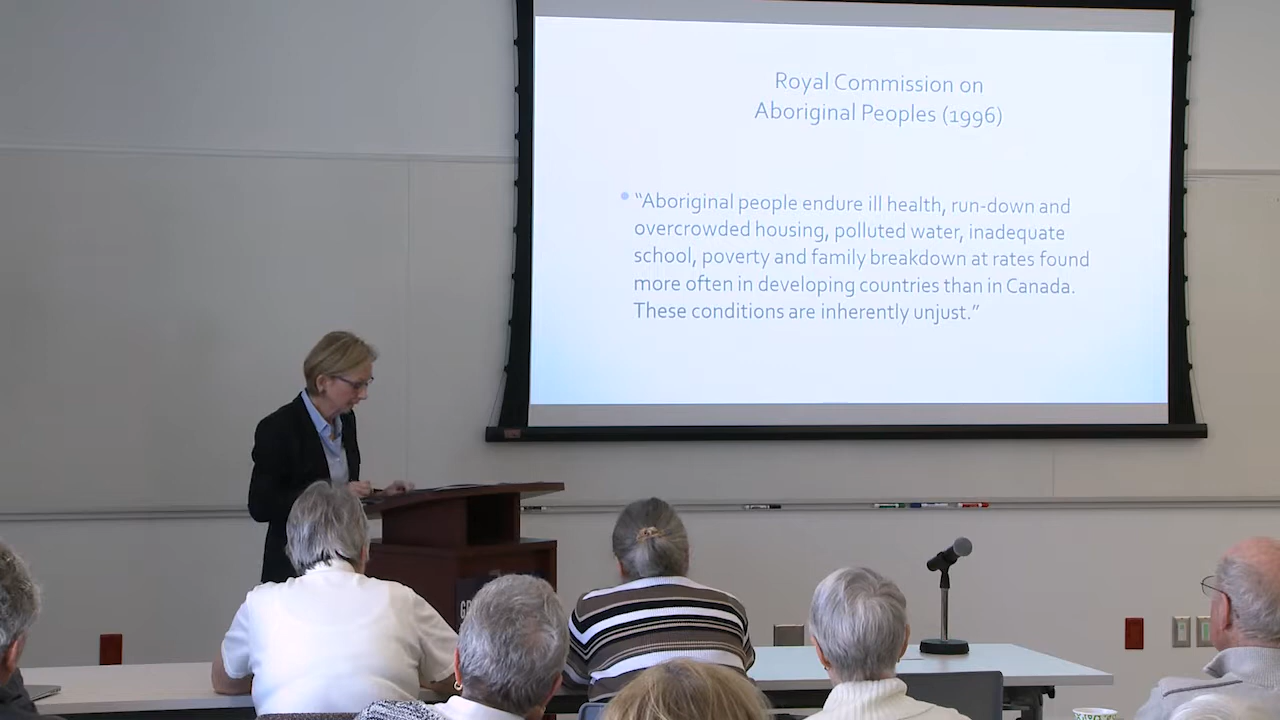 Royal Commission on
Aboriginal Peoples (1996)
“Aboriginal people endure ill health, run-down and
overcrowded housing, polluted water, inadequate
school, poverty and family breakdown at rates found
more often in developing countries than in Canada.
These conditions are inherently unjust.”